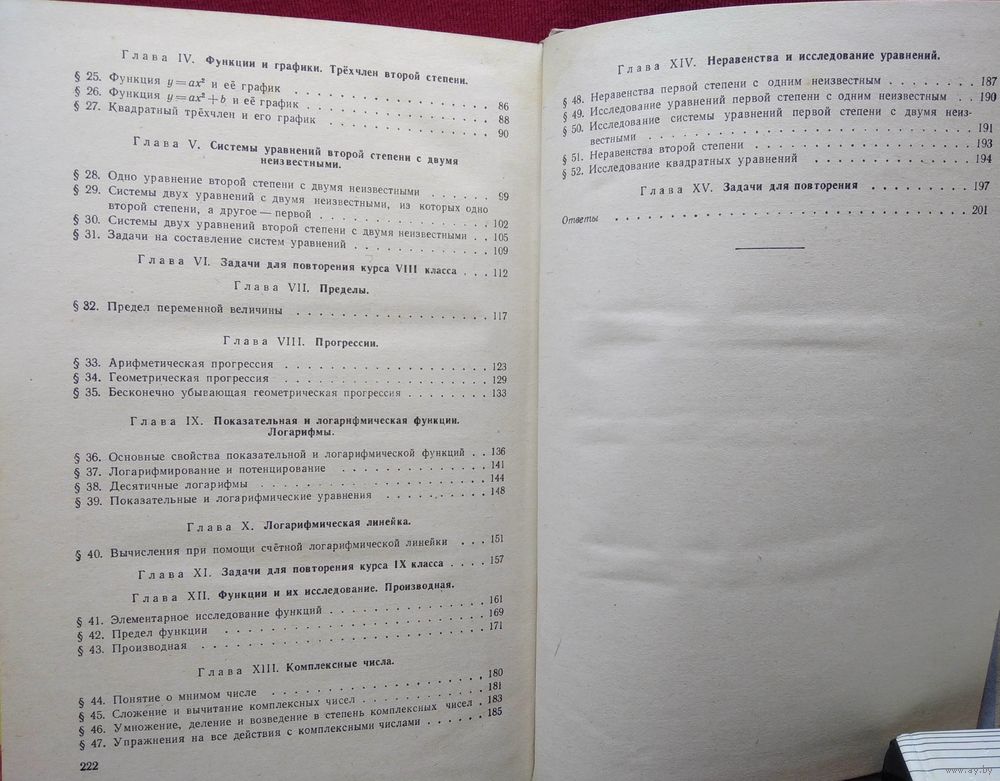 Глава IV. Функции и графики. Трёхчлен второй степени.
§ 25. Функция y=ax² и её график . . . . . . . . . . . . . . . . 86
§ 26. Функция y=ax²+b и её график . . . . . . . . . . . . . . 88
§ 27. Квадратный трёхчлен и его график . . . . . . . . . . . . 90
Глава V. Системы уравнений второй степени с двумя
неизвестными.
§ 28. Одно уравнение второй степени с двумя неизвестными . . . . . . 99
§ 29. Системы двух уравнений с двумя неизвестными, из которых одно
второй степени, а другое — первой . . . . . . . . . . . . . . 102
§ 30. Системы двух уравнений второй степени с двумя неизвестными . . 105
§ 31. Задачи на составление систем уравнений . . . . . . . . . . . 109
Глава VI. Задачи для повторения курса VIII класса . . . 112
Глава VII. Пределы.
§ 32. Предел переменной величины . . . . . . . . . . . . . . . . 117
Глава VIII. Прогрессии.
§ 33. Арифметическая прогрессия . . . . . . . . . . . . . . . . . 123
§ 34. Геометрическая прогрессия . . . . . . . . . . . . . . . . . 129
§ 35. Бесконечно убывающая геометрическая прогрессия . . . . . . . . 133
Глава IX. Показательная и логарифмическая функции.
Логарифмы.
§ 36. Основные свойства показательной и логарифмической функций . . 136
§ 37. Логарифмирование и потенцирование . . . . . . . . . . . . 141
§ 38. Десятичные логарифмы . . . . . . . . . . . . . . . . . . . 144
§ 39. Показательные и логарифмические уравнения . . . . . . . . . 148
Глава X. Логарифмическая линейка.
§ 40. Вычисления при помощи счётной логарифмической линейки . . . 151
Глава XI. Задачи для повторения курса IX класса . . . . 157
Глава XII. Функции и их исследование. Производная.
§ 41. Элементарное исследование функций . . . . . . . . . . . . . 161
§ 42. Предел функции . . . . . . . . . . . . . . . . . . . . . . 169
§ 43. Производная . . . . . . . . . . . . . . . . . . . . . . . . 171
Глава XIII. Комплексные числа.
§ 44. Понятие о мнимом числе . . . . . . . . . . . . . . . . . . 180
§ 45. Сложение и вычитание комплексных чисел . . . . . . . . . . 181
§ 46. Умножение, деление и возведение в степень комплексных чисел . 183
§ 47. Упражнения на все действия с комплексными числами . . . . . . 185
222
Глава XIV. Неравенства и исследование уравнений.
§ 48. Неравенства первой степени с одним неизвестным . . . . . . . 187
§ 49. Исследование уравнений первой степени с одним неизвестным . . 190
§ 50. Исследование системы уравнений первой степени с двумя неиз-
вестными . . . . . . . . . . . . . . . . . . . . . . . . . 191
§ 51. Неравенства второй степени . . . . . . . . . . . . . . . . . 193
§ 52. Исследование квадратных уравнений . . . . . . . . . . . . . 194
Глава XV. Задачи для повторения . . . . . . . . . 197
Ответы . . . . . . . . . . . . . . . . . . . . . . . . . . . . 201
www.ay.by